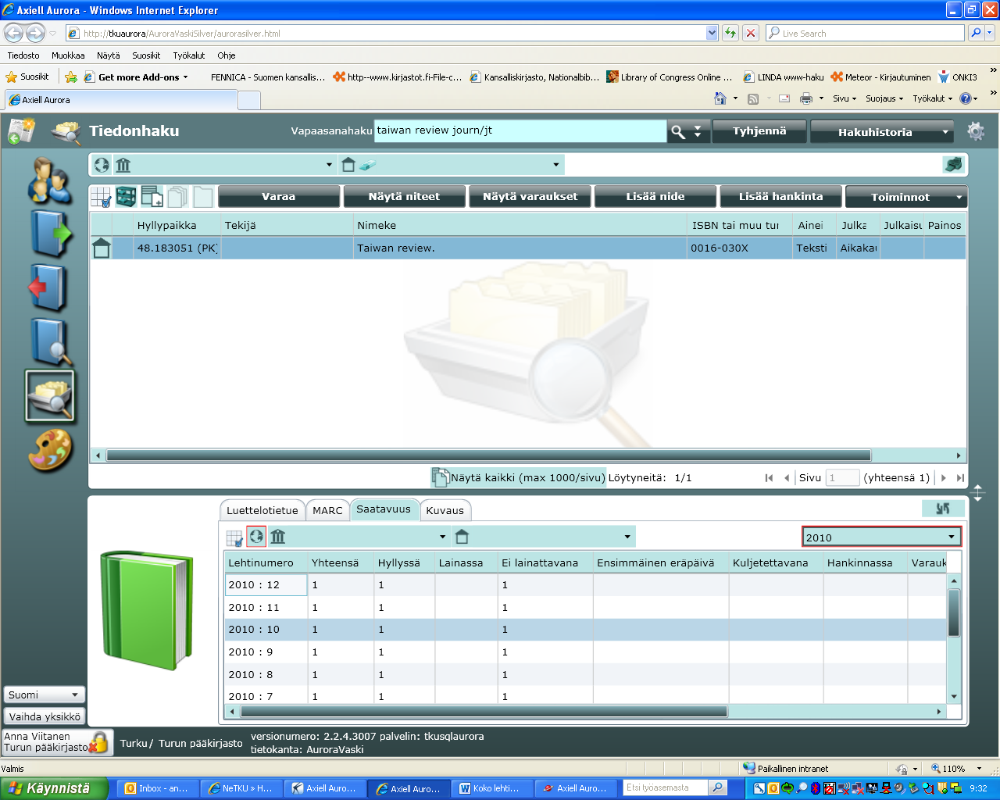 Axiell Aurora - Windows Internet Explorer
http://tkuaurora/AuroraVaskiSilver/aurorasilver.html
Live Search
Tiedosto Muokkaa Näytä Suosikit Työkalut Ohje
Suosikit Get more Add-ons FENNICA - Suomen kansallis... http--www.kirjastot.fi-File-c... Kansalliskirjasto, Nationalbib... Library of Congress Online ... LINDA www-haku Meteor - Kirjautuminen ONKI3
Axiell Aurora
Sivu Suojaus Työkalut
Tiedonhaku Vapaasanahaku taiwan review journ/jt Tyhjennä Hakuhistoria
Varaa Näytä niteet Näytä varaukset Lisää nide Lisää hankinta Toiminnot
Hyllypaikka Tekijä Nimeke ISBN tai muu tur Ainei Julka Julkaisu Painos
48.183051 (PK) Taiwan review. 0016-030X Teksti Aikakau
Näytä kaikki (max 1000/sivu) Löytyneitä: 1/1 Sivu 1 (yhteensä 1)
Luettelotietue MARC Saatavuus Kuvaus
2010
Lehtinumero Yhteensä Hyllyssä Lainassa Ei lainattavana Ensimmäinen eräpäivä Kuljetettavana Hankinnassa Varauk
2010 : 12 1 1 1
2010 : 11 1 1 1
2010 : 10 1 1 1
2010 : 9 1 1 1
2010 : 8 1 1 1
2010 : 7 1 1 1
Suomi
Vaihda yksikkö
Anna Viitanen
Turun pääkirjasto
Turku/ Turun pääkirjasto
versionumero: 2.2.4.3007 palvelin: tkusqlaurora
tietokanta: AuroraVaski
Valmis Paikallinen intranet 110%
Käynnistä Inbox - an... NeTKU » H... Axiell Auro... Axiell Auro... Koko lehti... Axiell Auro... Etsi työasemasta 9:32